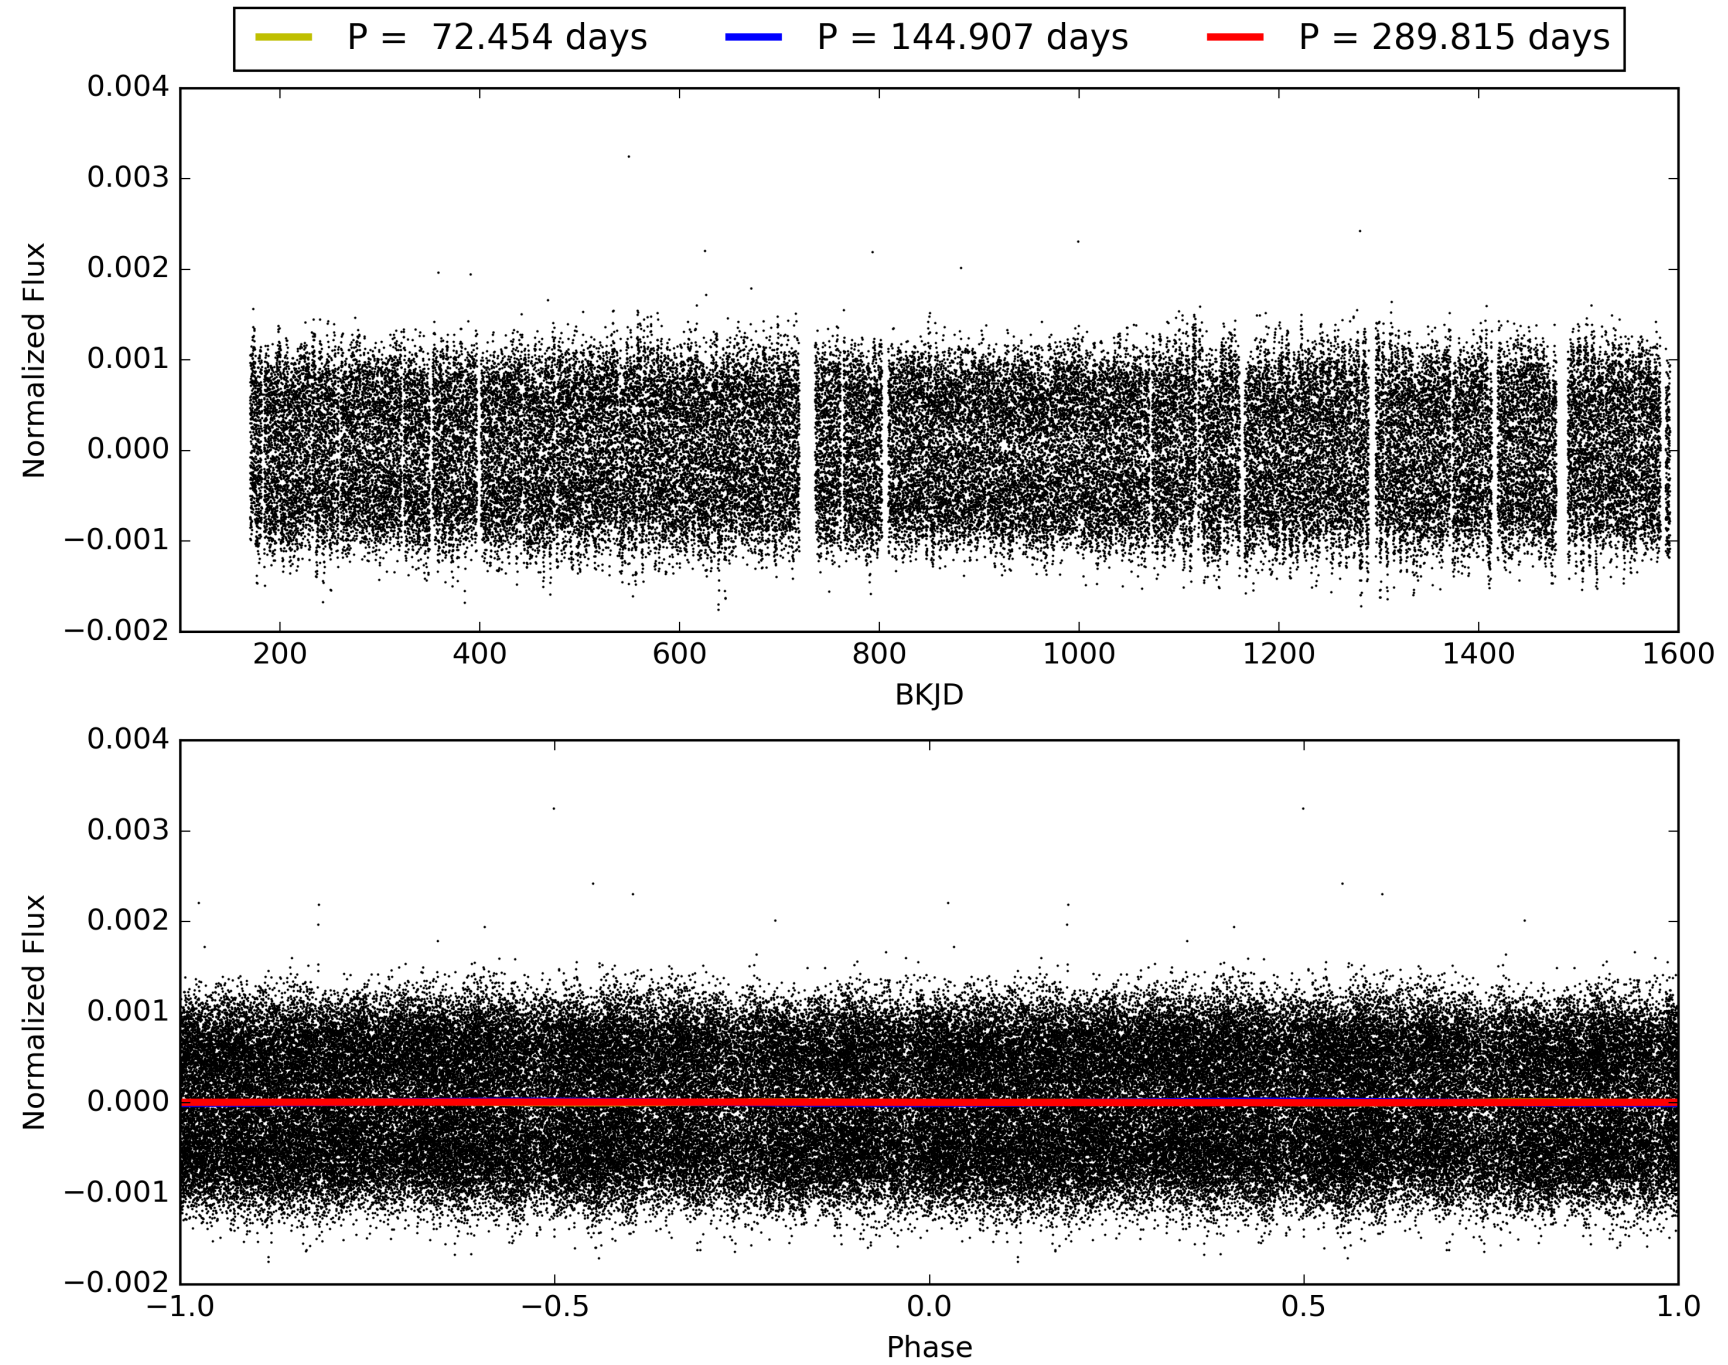 P = 72.454 days P = 144.907 days P = 289.815 days
0.004
0.003
0.002
0.001
0.000
−0.001
−0.002
Normalized Flux
200 400 600 800 1000 1200 1400 1600
BKJD
0.004
0.003
0.002
0.001
0.000
−0.001
−0.002
Normalized Flux
−1.0 −0.5 0.0 0.5 1.0
Phase